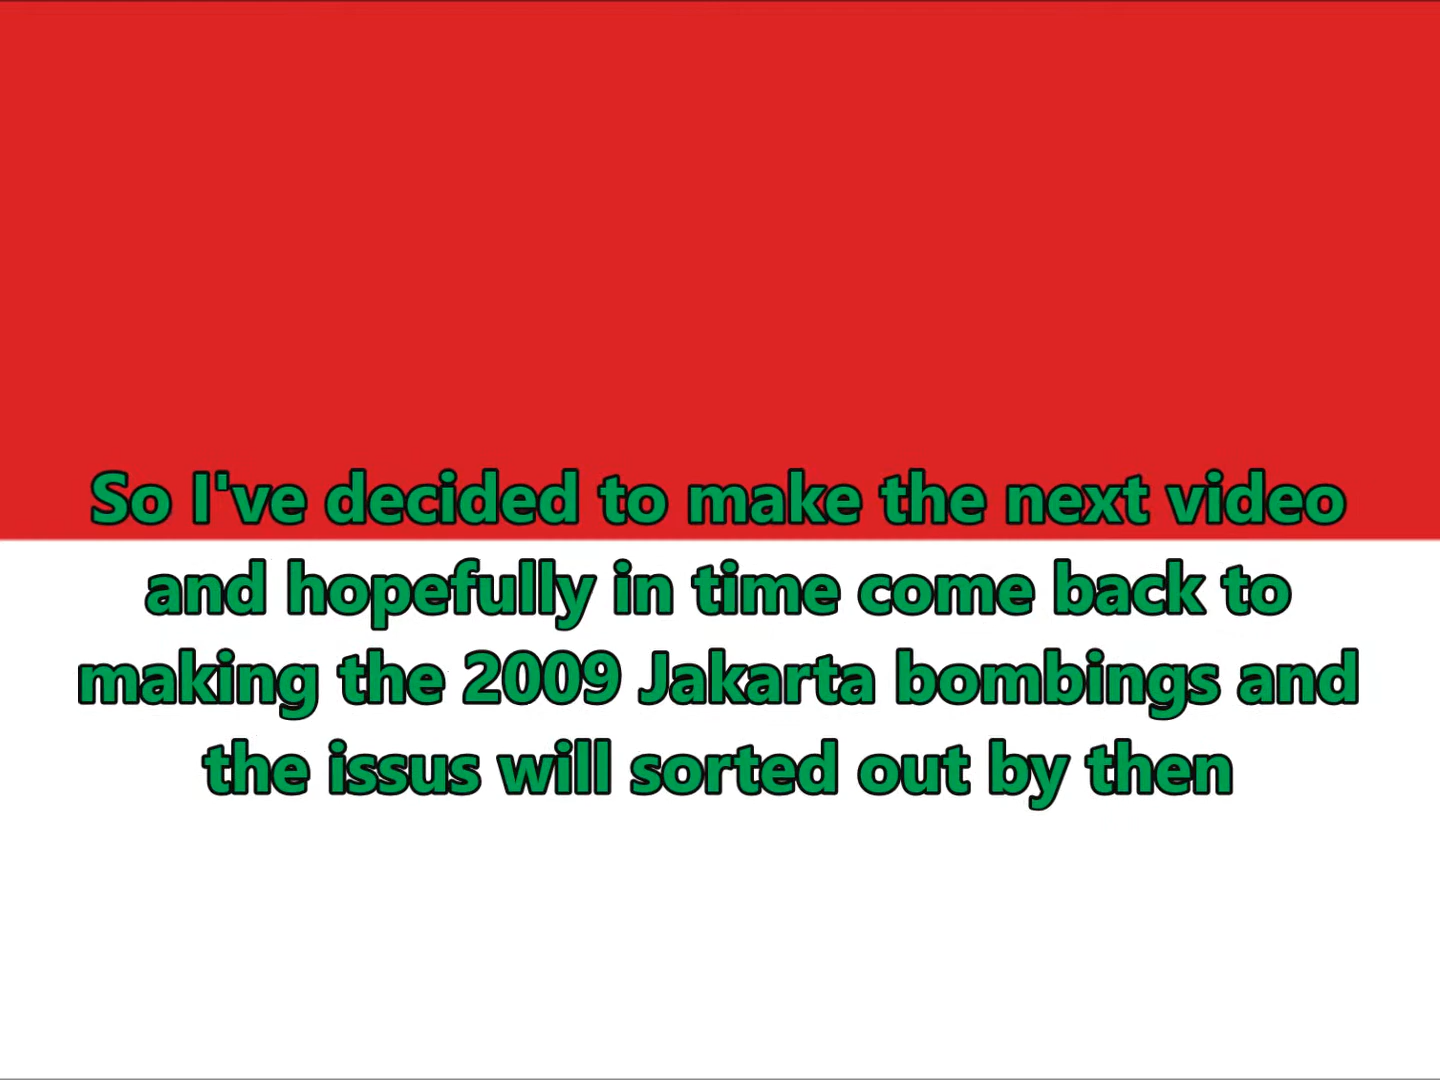 So I've decided to make the next video
and hopefully in time come back to
making the 2009 Jakarta bombings and
the issus will sorted out by then